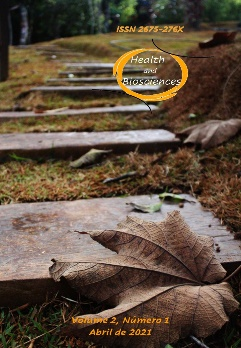 ISSN 2675-276X
Health
and
Biosciences
Volume 2, Número 1
Abril de 2021